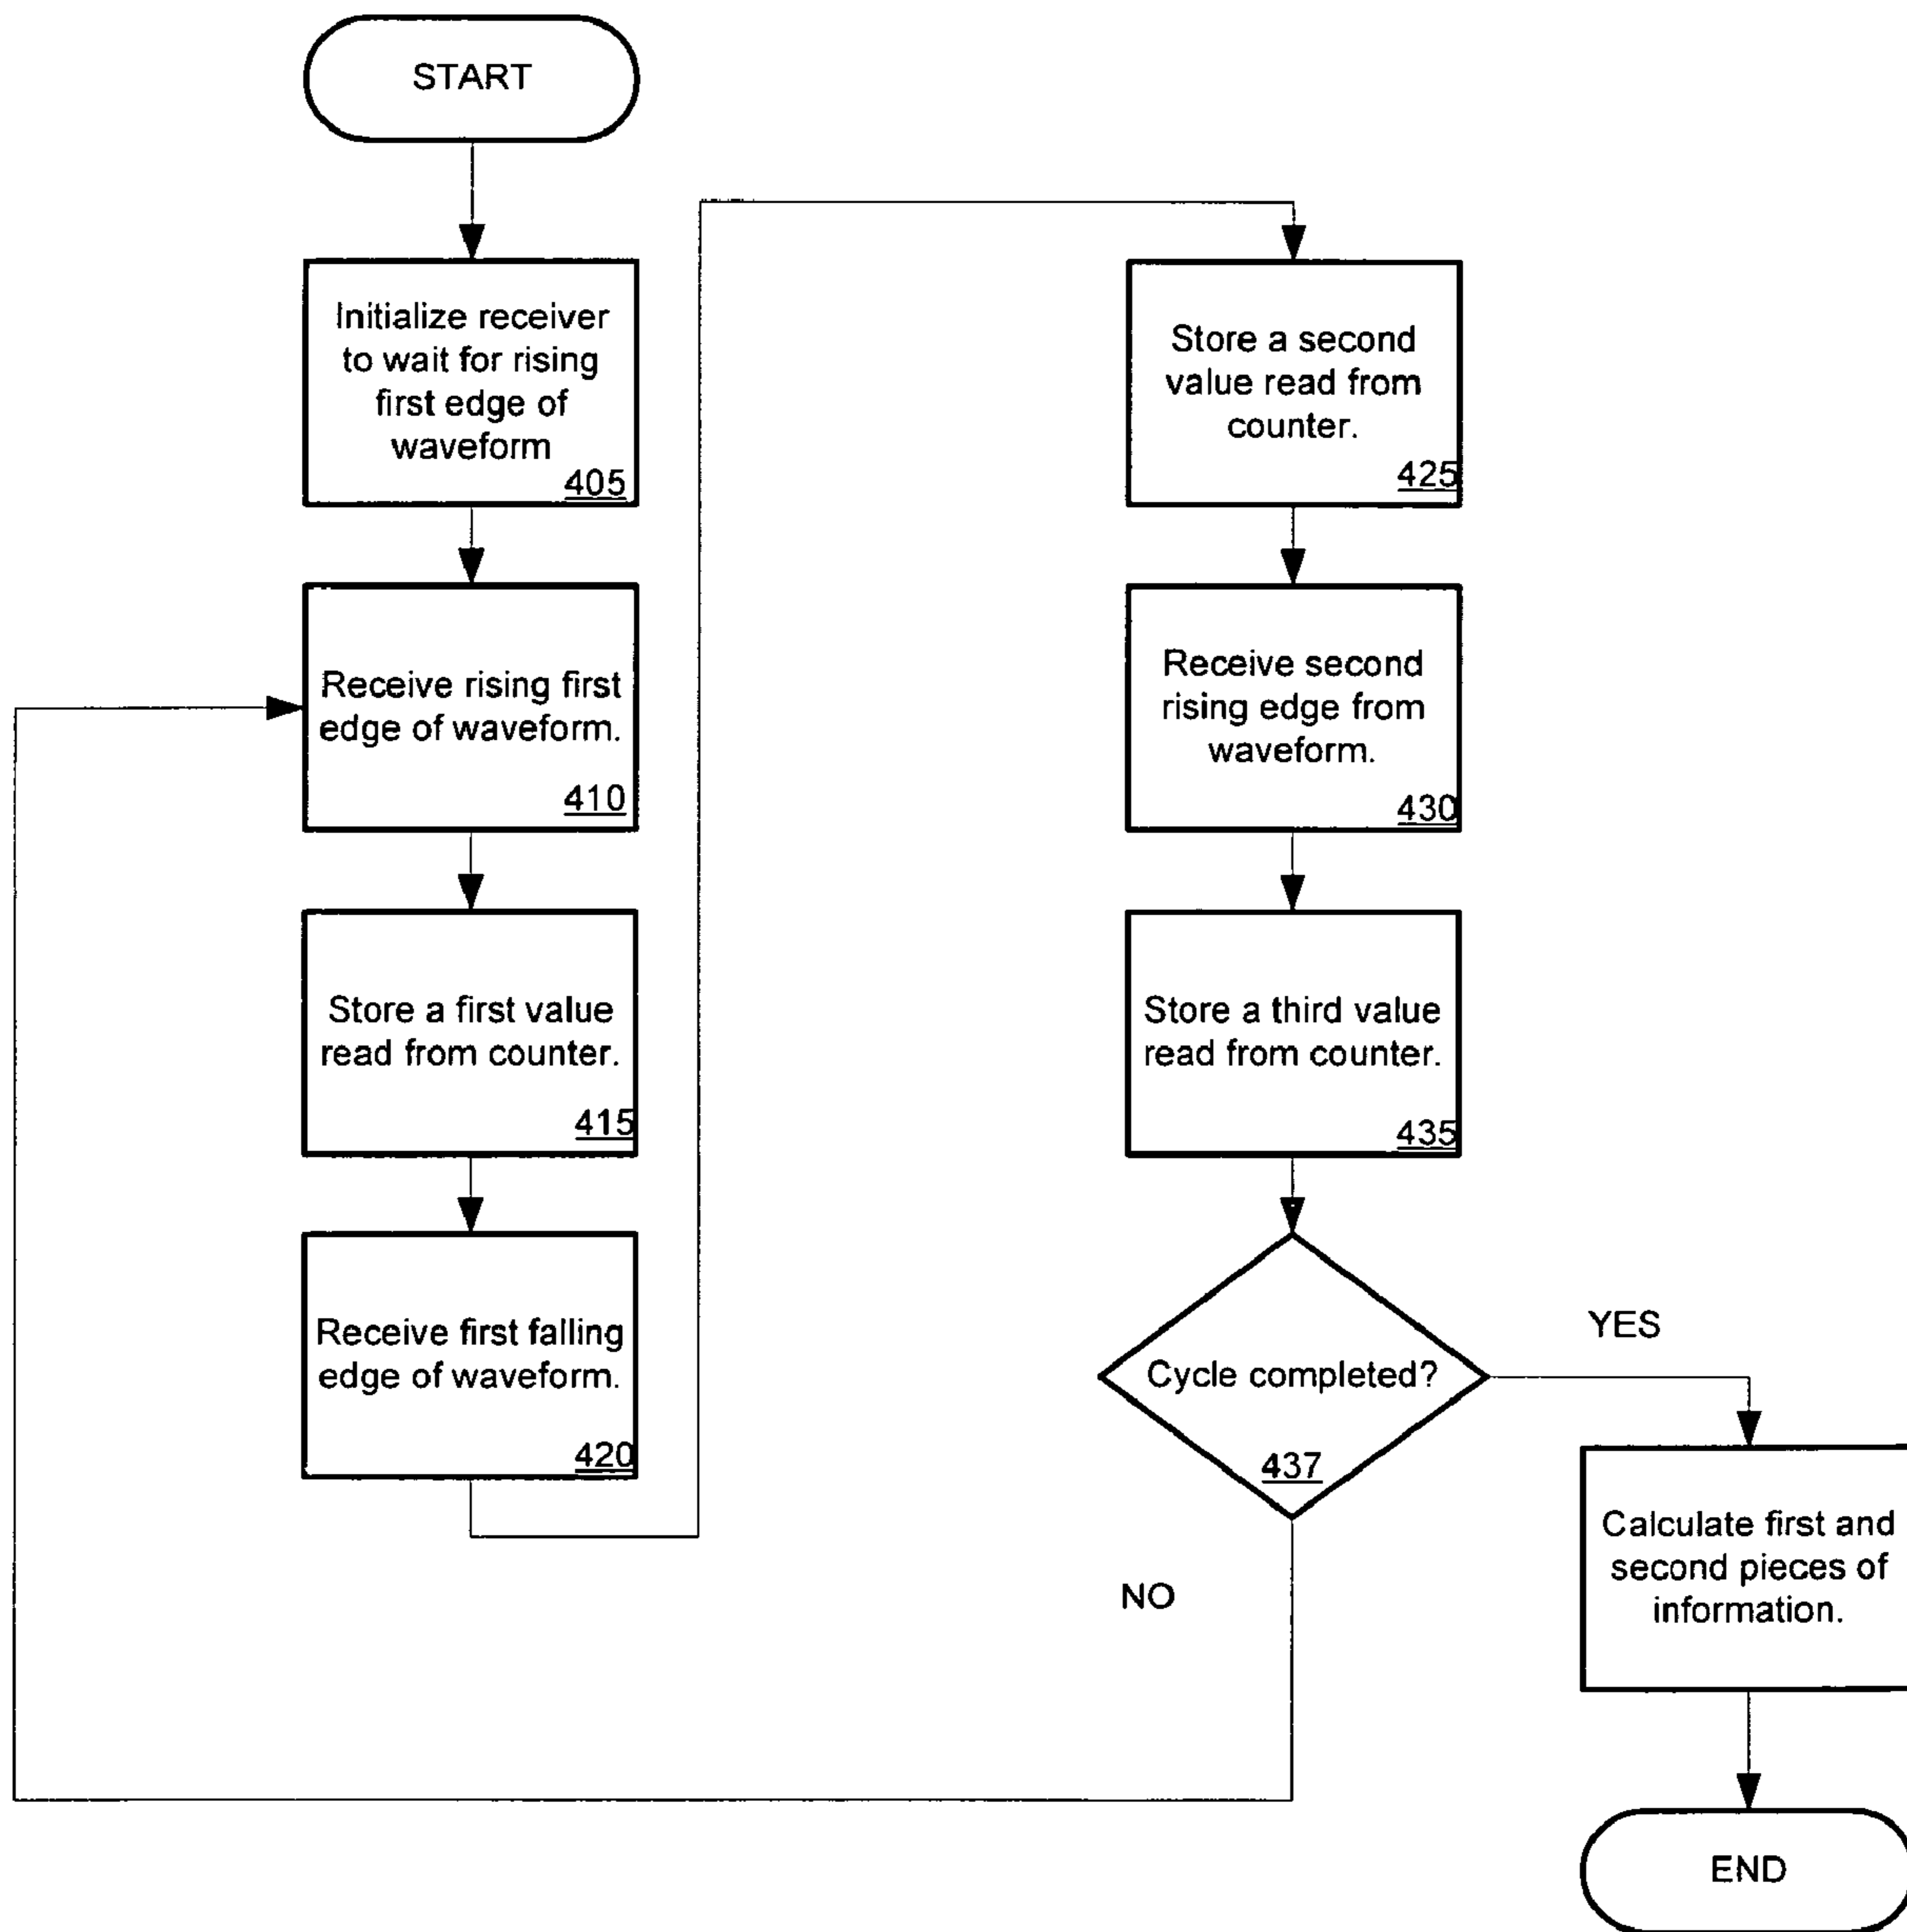 START
Initialize receiver
to wait for rising
first edge of
waveform
405
Receive rising first
edge of waveform.
410
Store a first value
read from counter.
415
Receive first falling
edge of waveform.
420
Store a second
value read from
counter.
425
Receive second
rising edge from
waveform.
430
Store a third value
read from counter.
435
Cycle completed?
437
YES
NO
Calculate first and
second pieces of
information.
END